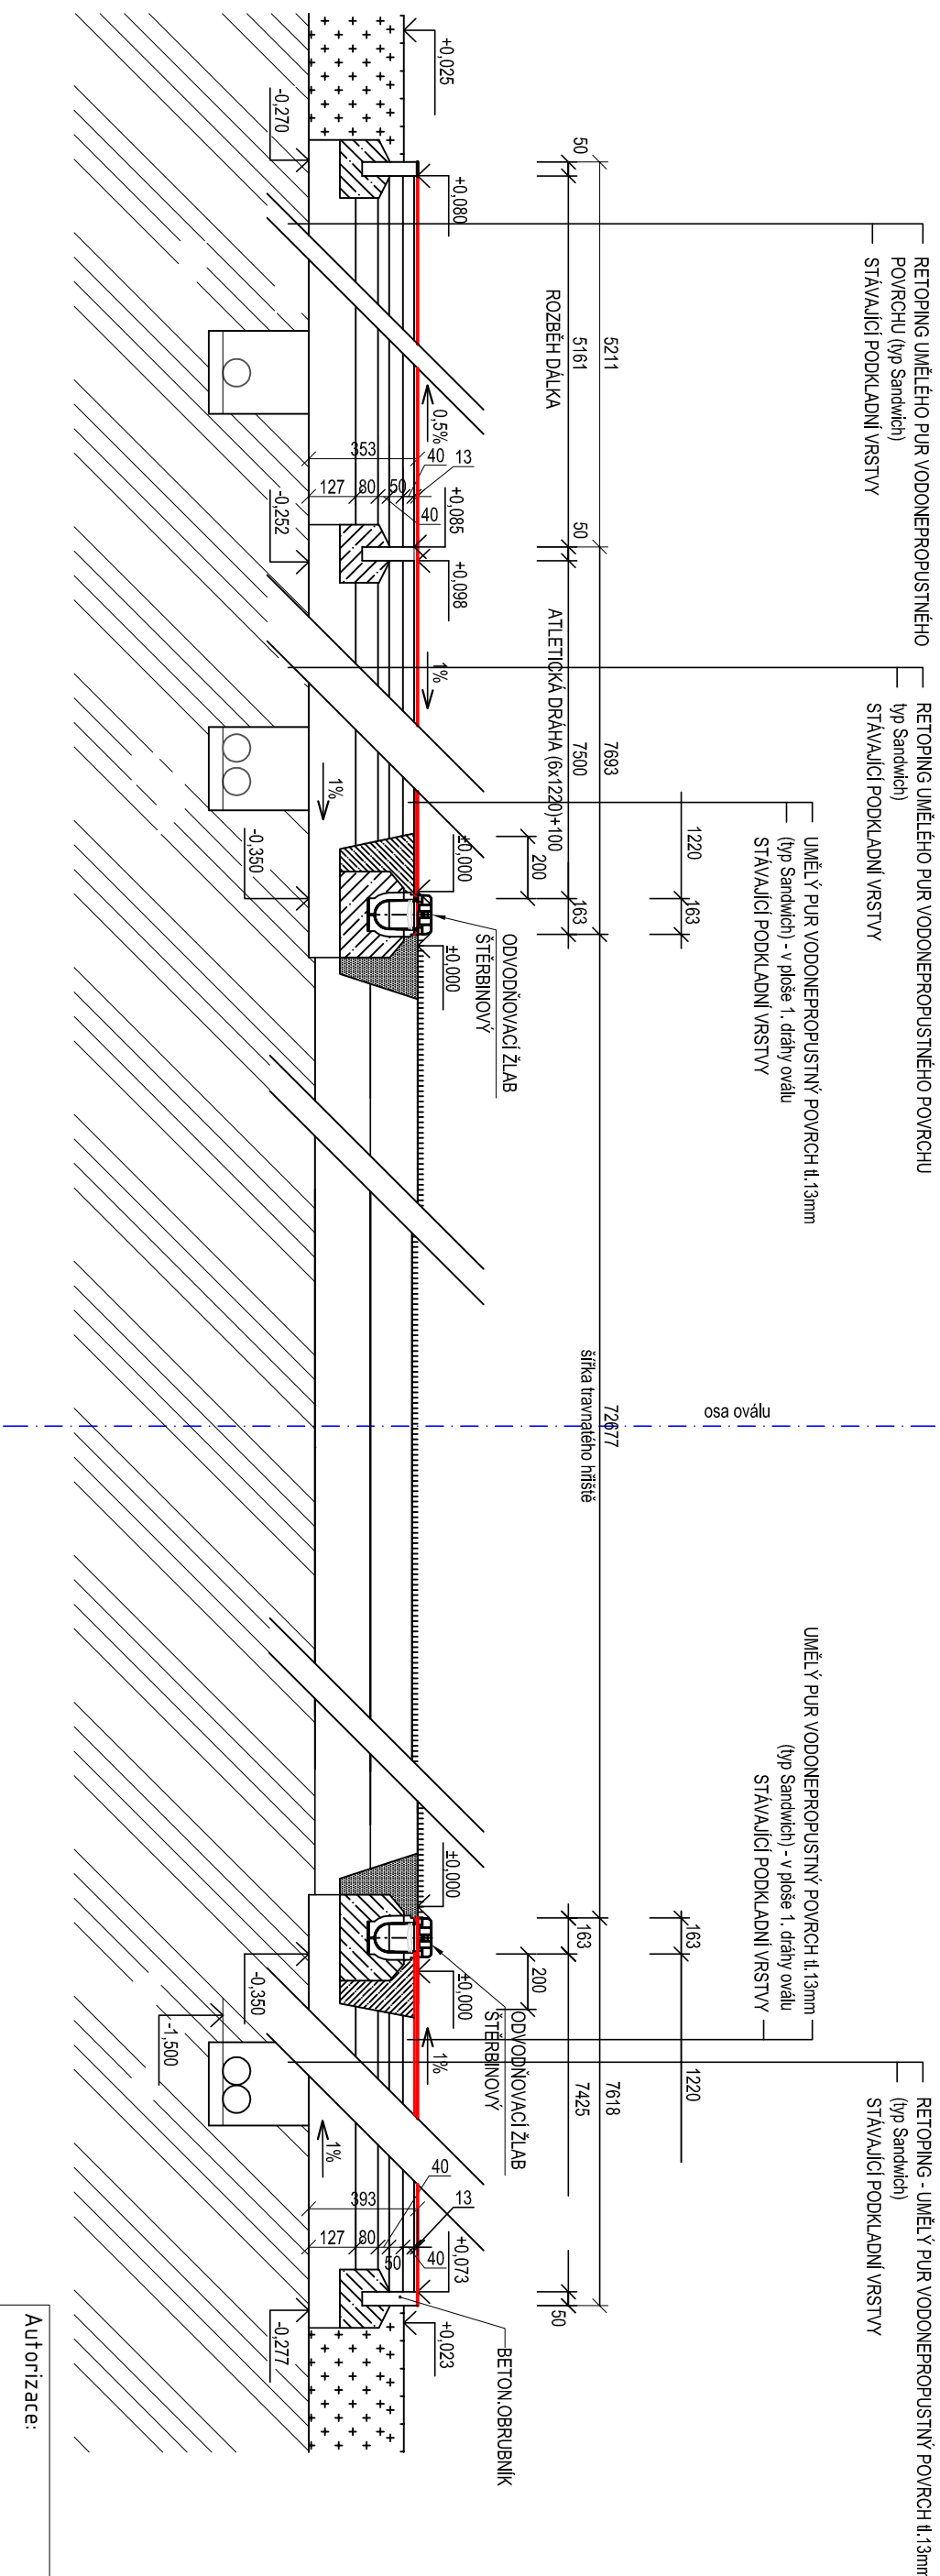 RETOPING UMĚLÉHO PUR VODONEPROPUSTNÉHO
POVRCHU (typ Sandwich)
STÁVAJÍCÍ PODKLADNÍ VRSTVY
RETOPING UMĚLÉHO PUR VODONEPROPUSTNÉHO POVRCHU
typ Sandwich)
STÁVAJÍCÍ PODKLADNÍ VRSTVY
UMĚLÝ PUR VODONEPROPUSTNÝ POVRCH tl.13mm
(typ Sandwich) - v ploše 1. dráhy oválu
STÁVAJÍCÍ PODKLADNÍ VRSTVY
osa oválu
UMĚLÝ PUR VODONEPROPUSTNÝ POVRCH tl.13mm
(typ Sandwich) - v ploše 1. dráhy oválu
STÁVAJÍCÍ PODKLADNÍ VRSTVY
RETOPING - UMĚLÝ PUR VODONEPROPUSTNÝ POVRCH tl.13mm
(typ Sandwich)
STÁVAJÍCÍ PODKLADNÍ VRSTVY
1220
163
163
1220
5211
7693
72677
7618
50
5161
50
7500
163
šířka travnatého hřiště
163
7425
50
ROZBĚH DÁLKA
ATLETICKÁ DRÁHA (6x1220)+100
200
200
ODVODŇOVACÍ ŽLAB
ŠTĚRBINOVÝ
ODVODŇOVACÍ ŽLAB
ŠTĚRBINOVÝ
BETON.OBRUBNÍK
+0,025
+0,080
0,5%
+0,085
+0,098
1%
±0,000
±0,000
±0,000
±0,000
1%
+0,073
+0,023
353
40
13
127
80
50
40
393
40
13
127
80
50
40
1%
1%
-0,270
-0,252
-0,350
-0,350
-1,500
-0,277
Autorizace: